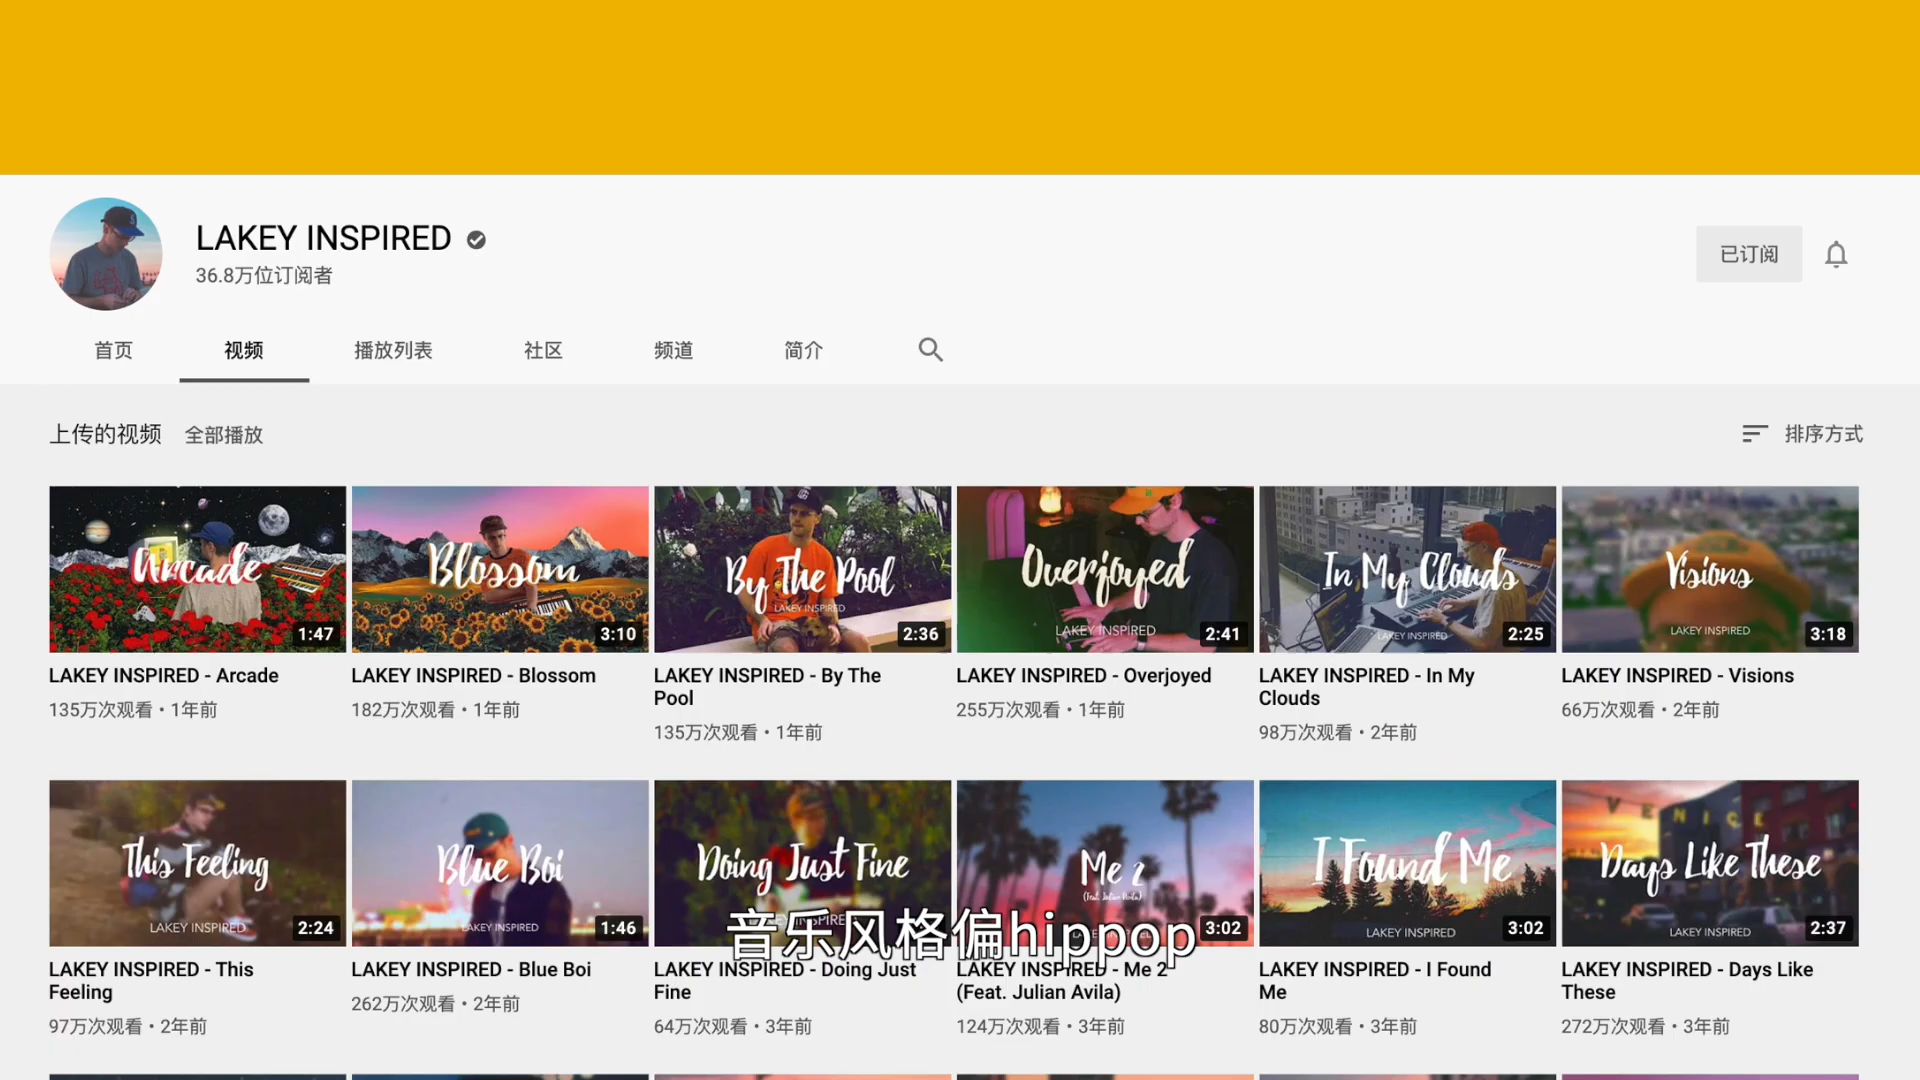 LAKEY INSPIRED
36.8万位订阅者
已订阅
首页
视频
播放列表
社区
频道
简介
上传的视频
全部播放
排序方式
Arcade
1:47
Blossom
3:10
By The Pool
LAKEY INSPIRED
2:36
Overjoyed
LAKEY INSPIRED
2:41
In My Clouds
LAKEY INSPIRED
2:25
Visions
LAKEY INSPIRED
3:18
LAKEY INSPIRED - Arcade
135万次观看・1年前
LAKEY INSPIRED - Blossom
182万次观看・1年前
LAKEY INSPIRED - By The
Pool
135万次观看・1年前
LAKEY INSPIRED - Overjoyed
255万次观看・1年前
LAKEY INSPIRED - In My
Clouds
98万次观看・2年前
LAKEY INSPIRED - Visions
66万次观看・2年前
This Feeling
LAKEY INSPIRED
2:24
Blue Boi
LAKEY INSPIRED
1:46
Doing Just Fine
Me 2
(Feat. Julian Avila)
3:02
I Found Me
LAKEY INSPIRED
3:02
VENICE
Days Like These
LAKEY INSPIRED
2:37
音乐风格偏hippop
LAKEY INSPIRED - This
Feeling
97万次观看・2年前
LAKEY INSPIRED - Blue Boi
262万次观看・2年前
LAKEY INSPIRED - Doing Just
Fine
64万次观看・3年前
LAKEY INSPIRED - Me 2
(Feat. Julian Avila)
124万次观看・3年前
LAKEY INSPIRED - I Found
Me
80万次观看・3年前
LAKEY INSPIRED - Days Like
These
272万次观看・3年前